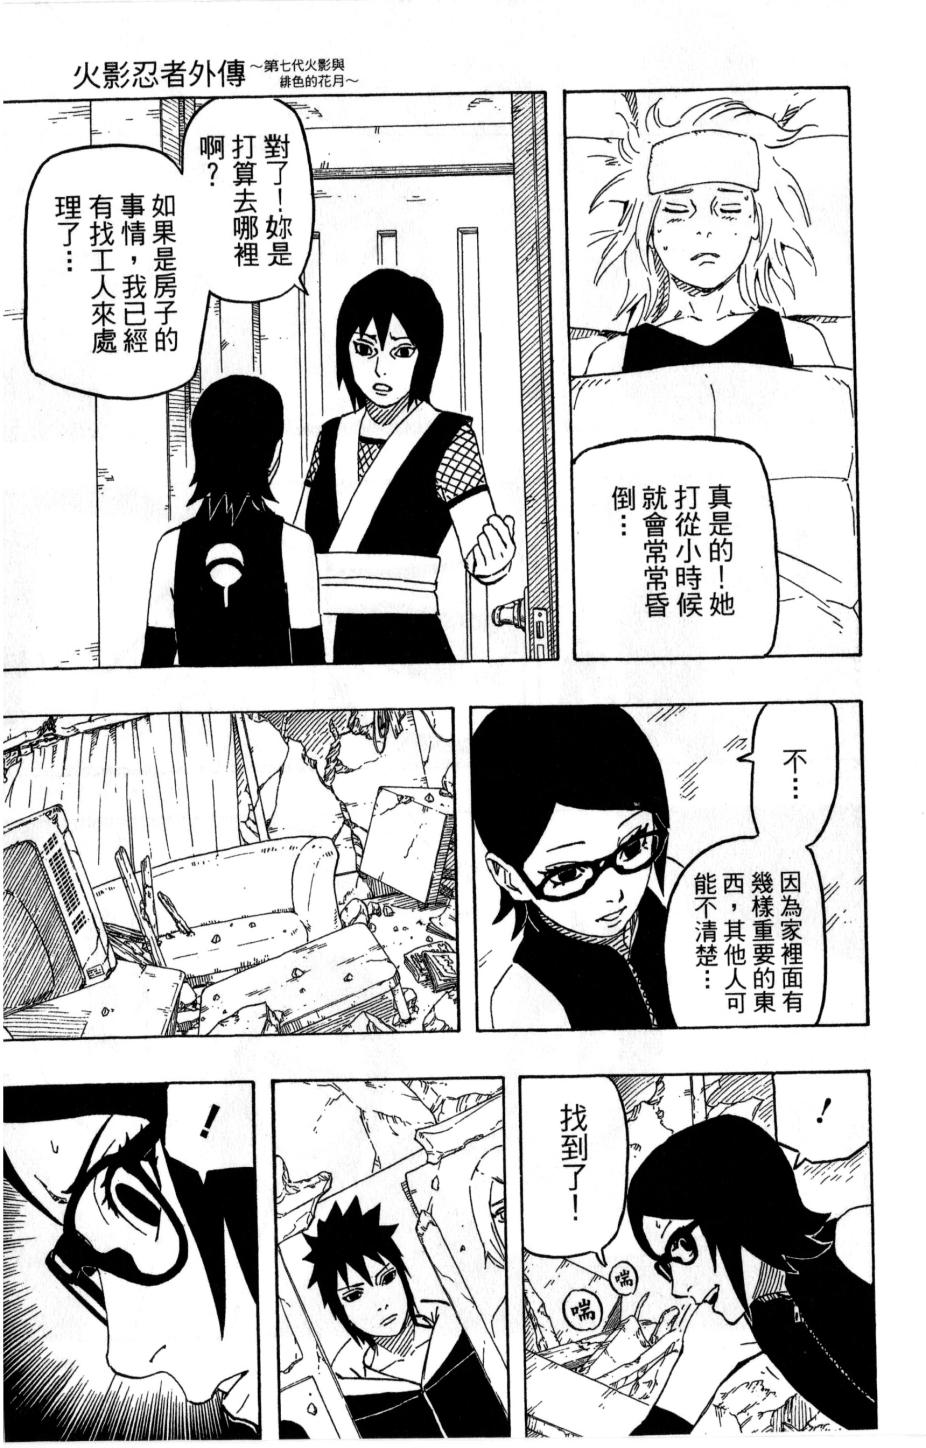 火影忍者外傳
～第七代火影與
緋色的花月～
真是的！她
打從小時候
就會常常昏
倒…
對了！妳是
打算去哪裡
啊？
如果是房子的
事情，我已經
有找工人來處
理了…
不…
因為家裡面有
幾樣重要的東
西，其他人可
能不清楚…
！
找到了！
喘
喘
！